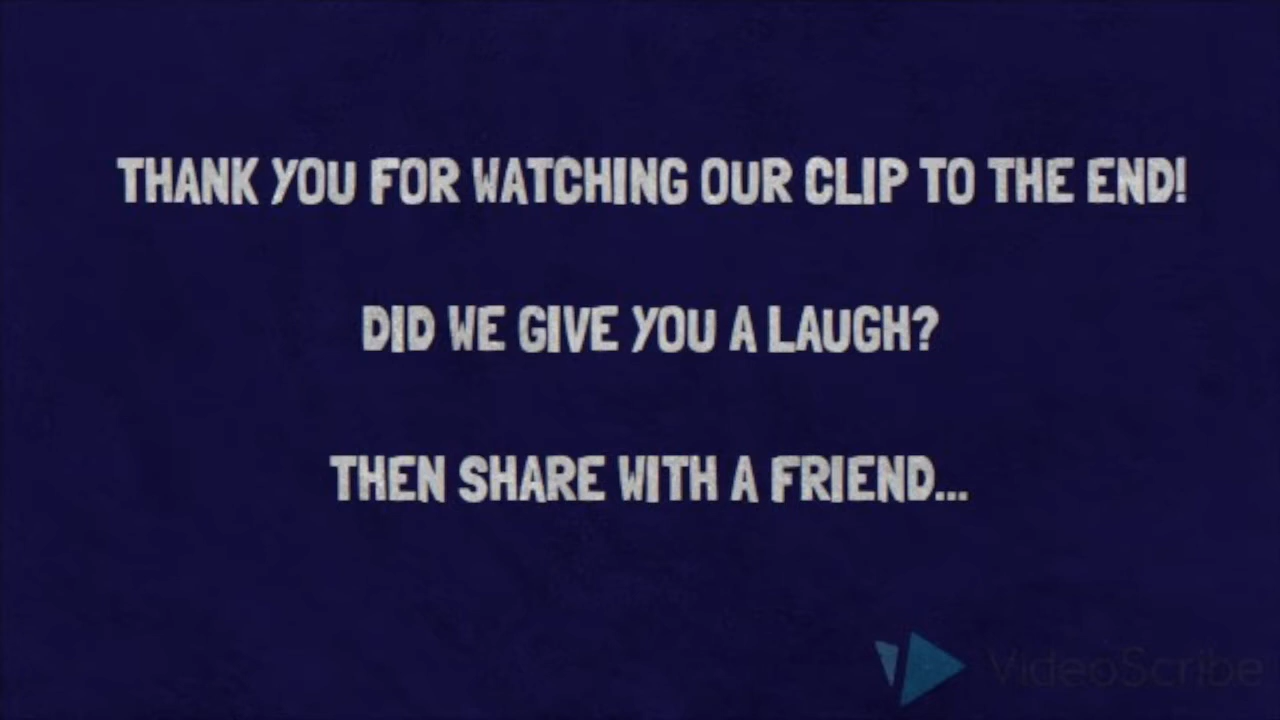 THANK YOU FOR WATCHING OUR CLIP TO THE END!
DID WE GIVE YOU A LAUGH?
THEN SHARE WITH A FRIEND...
VideoScribe